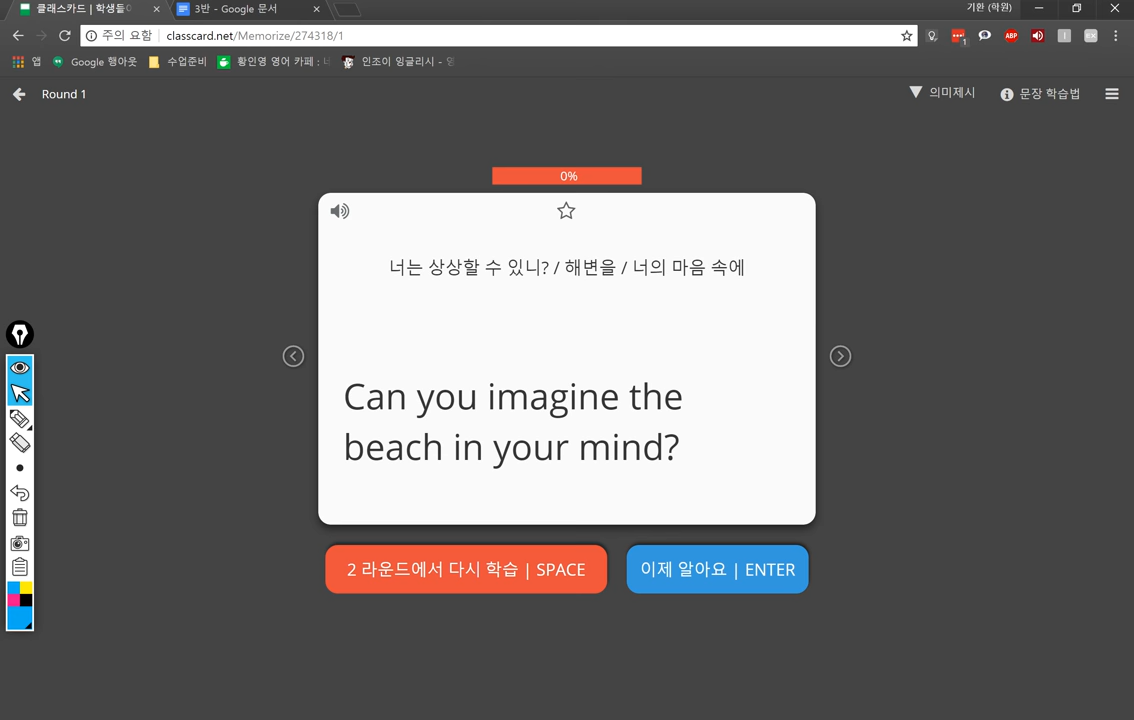 클래스카드 | 학생들이
3반 - Google 문서
기환 (학원)
주의 요함
classcard.net/Memorize/274318/1
1
ABP
앱
Google 행아웃
수업준비
황인영 영어 카페 : 네
인조이 잉글리시 - 영
Round 1
의미제시
문장 학습법
0%
너는 상상할 수 있니? / 해변을 / 너의 마음 속에
Can you imagine the
beach in your mind?
2 라운드에서 다시 학습 | SPACE
이제 알아요 | ENTER